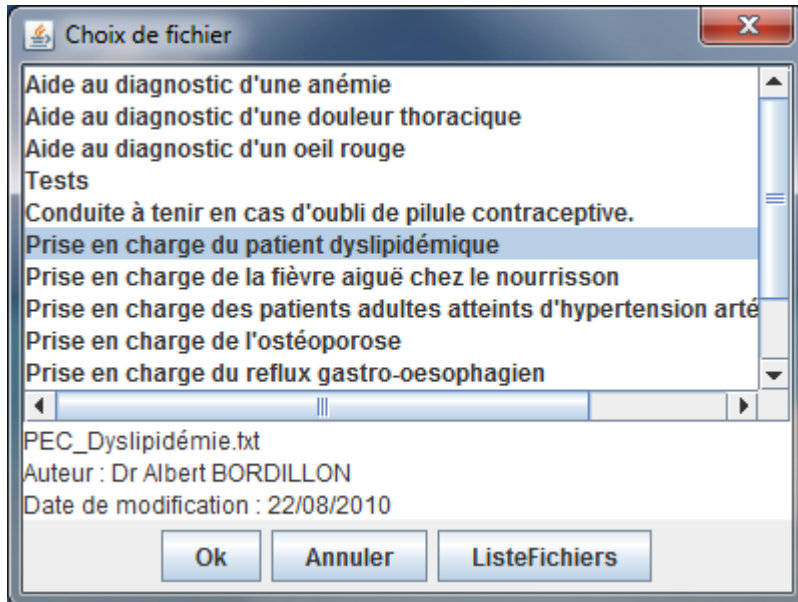 Choix de fichier
Aide au diagnostic d'une anémie
Aide au diagnostic d'une douleur thoracique
Aide au diagnostic d'un oeil rouge
Tests
Conduite à tenir en cas d'oubli de pilule contraceptive.
Prise en charge du patient dyslipidémique
Prise en charge de la fièvre aiguë chez le nourrisson
Prise en charge des patients adultes atteints d'hypertension arté
Prise en charge de l'ostéoporose
Prise en charge du reflux gastro-oesophagien
PEC_Dyslipidémie.txt
Auteur : Dr Albert BORDILLON
Date de modification : 22/08/2010
Ok Annuler ListeFichiers